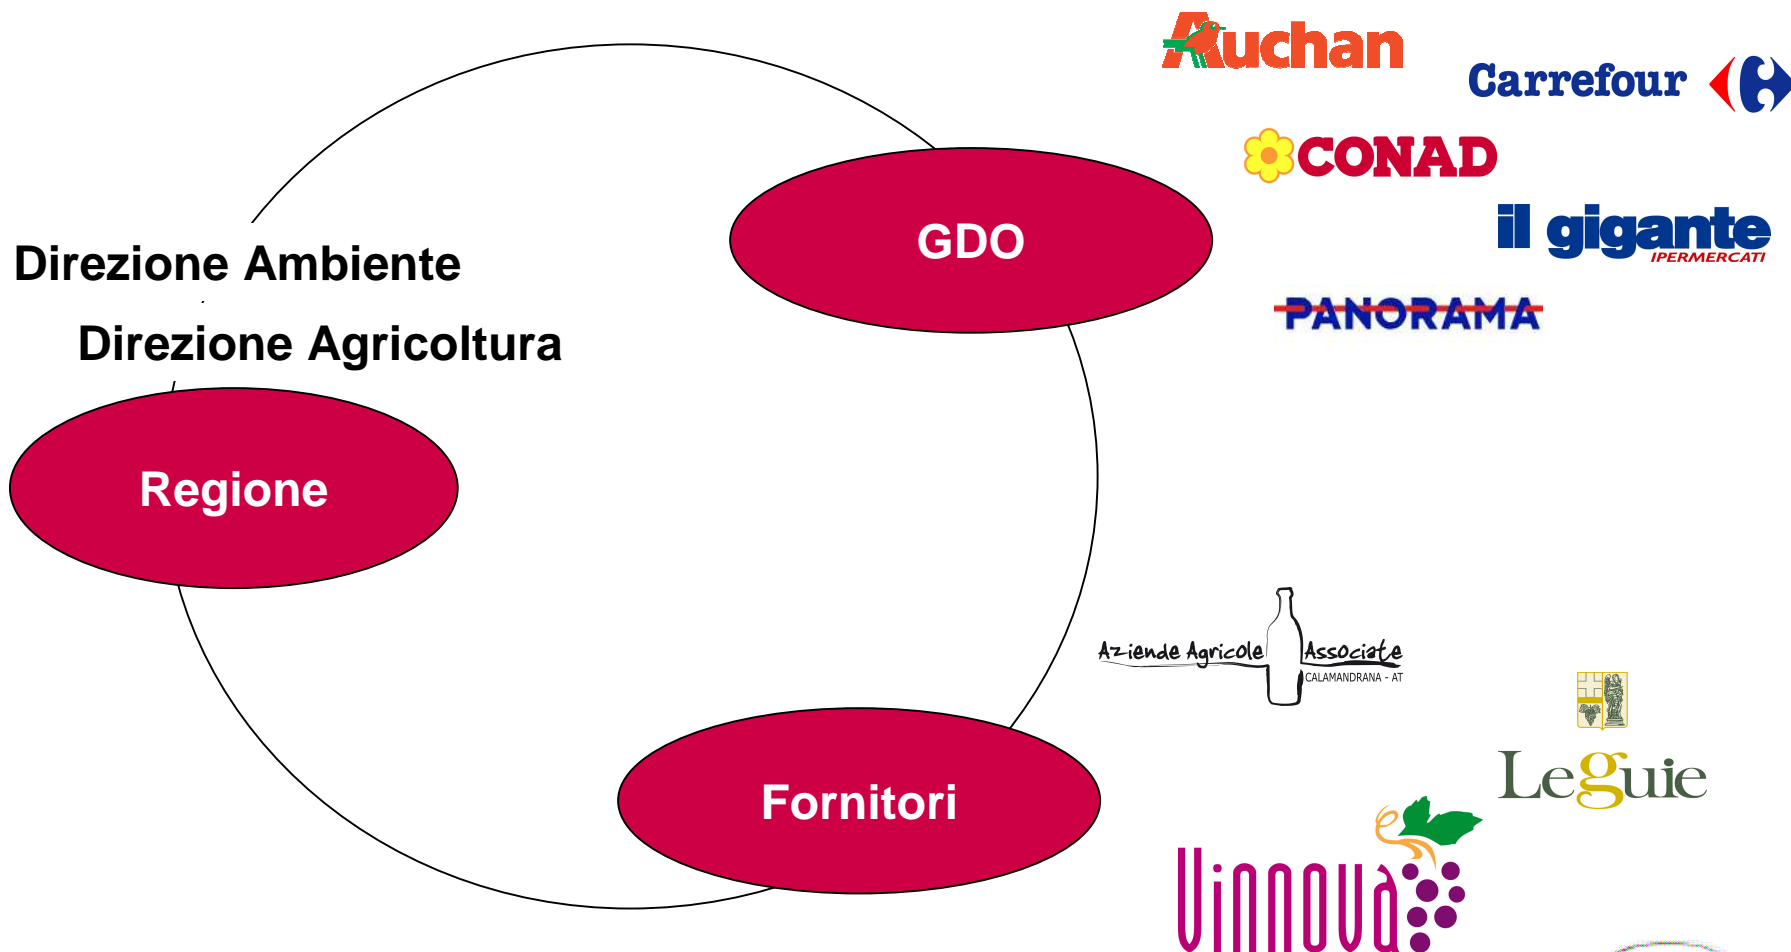 Auchan
Carrefour
CONAD
il gigante
IPERMERCATI
PANORAMA
GDO
Direzione Ambiente
Direzione Agricoltura
Regione
Aziende Agricole Associate
CALAMANDRANA - AT
Leguie
Fornitori
Vinnova